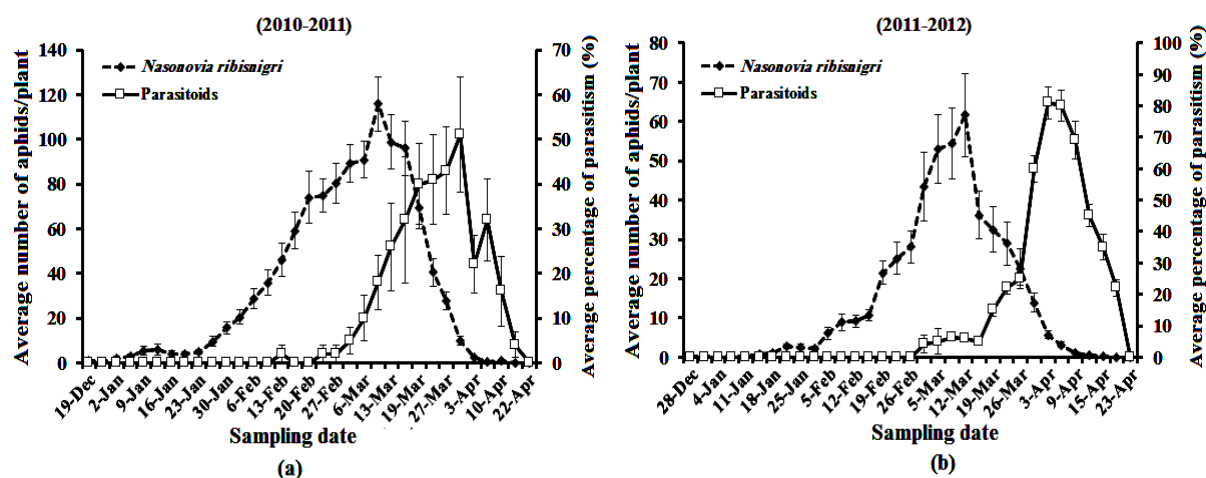 (2010-2011)
Average number of aphids/plant
140
120
100
80
60
40
20
0
Nasonovia ribisnigri
Parasitoids
70
60
50
40
30
20
10
0
Average percentage of parasitism (%)
19-Dec
2-Jan
9-Jan
16-Jan
23-Jan
30-Jan
6-Feb
13-Feb
20-Feb
27-Feb
6-Mar
13-Mar
19-Mar
27-Mar
3-Apr
10-Apr
22-Apr
Sampling date
(a)
(2011-2012)
Average number of aphids/plant
80
70
60
50
40
30
20
10
0
Nasonovia ribisnigri
Parasitoids
100
90
80
70
60
50
40
30
20
10
0
Average percentage of parasitism (%)
28-Dec
4-Jan
11-Jan
18-Jan
25-Jan
5-Feb
12-Feb
19-Feb
26-Feb
5-Mar
12-Mar
19-Mar
26-Mar
3-Apr
9-Apr
15-Apr
23-Apr
Sampling date
(b)